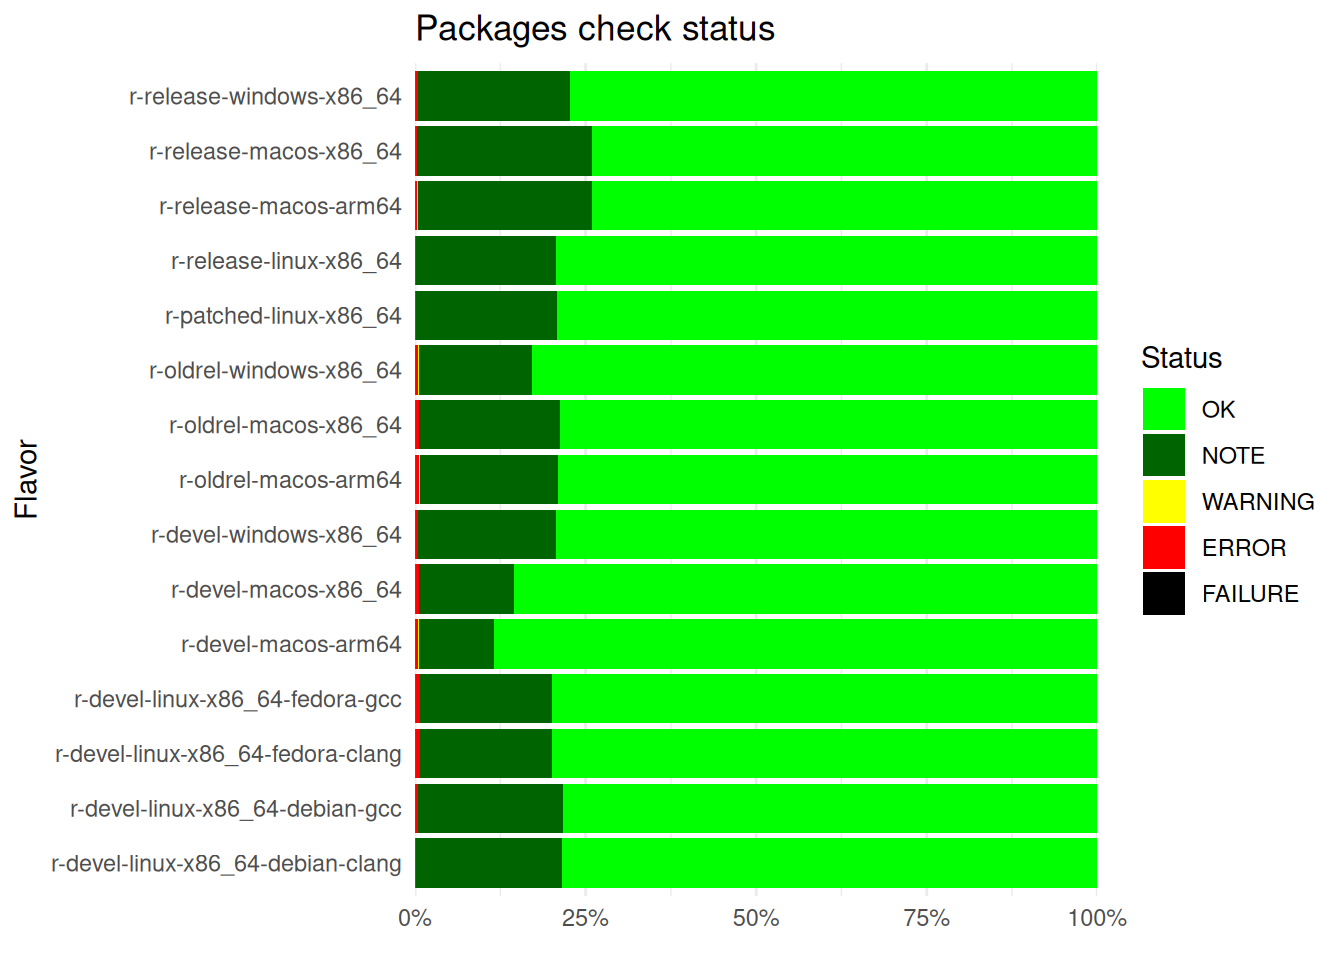 Packages check status
Flavor
r-release-windows-x86_64
r-release-macos-x86_64
r-release-macos-arm64
r-release-linux-x86_64
r-patched-linux-x86_64
r-oldrel-windows-x86_64
r-oldrel-macos-x86_64
r-oldrel-macos-arm64
r-devel-windows-x86_64
r-devel-macos-x86_64
r-devel-macos-arm64
r-devel-linux-x86_64-fedora-gcc
r-devel-linux-x86_64-fedora-clang
r-devel-linux-x86_64-debian-gcc
r-devel-linux-x86_64-debian-clang
0% 25% 50% 75% 100%
Status
OK
NOTE
WARNING
ERROR
FAILURE